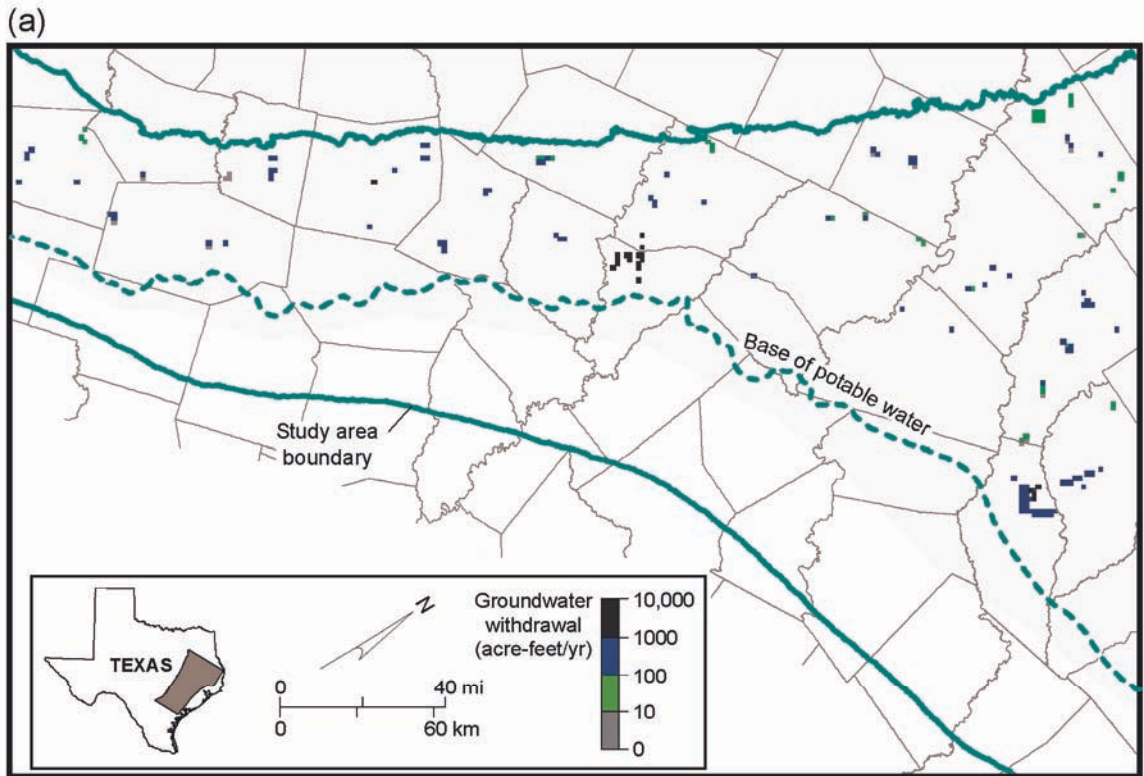 (a)
Base of potable water
Study area
boundary
TEXAS
N
0 40 mi
0 60 km
Groundwater
withdrawal
(acre-feet/yr)
10,000
1000
100
10
0